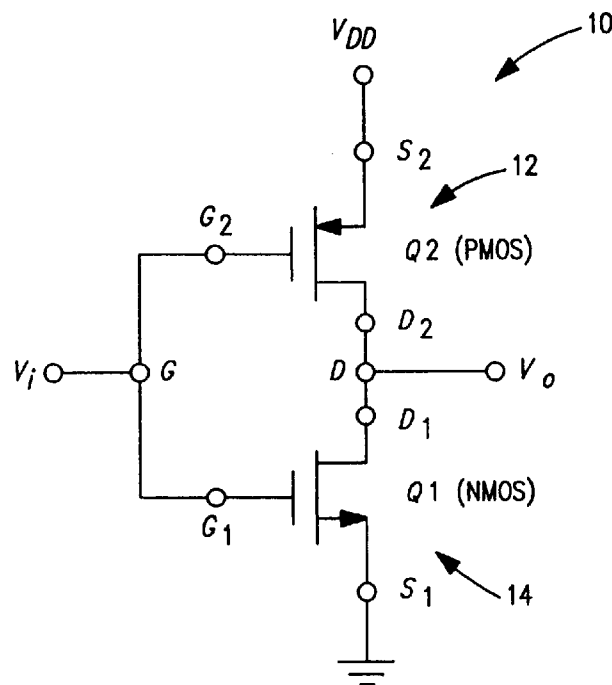 V_DD
10
S_2
12
G_2
Q2 (PMOS)
D_2
V_i
G
D
V_o
D_1
Q1 (NMOS)
G_1
S_1
14